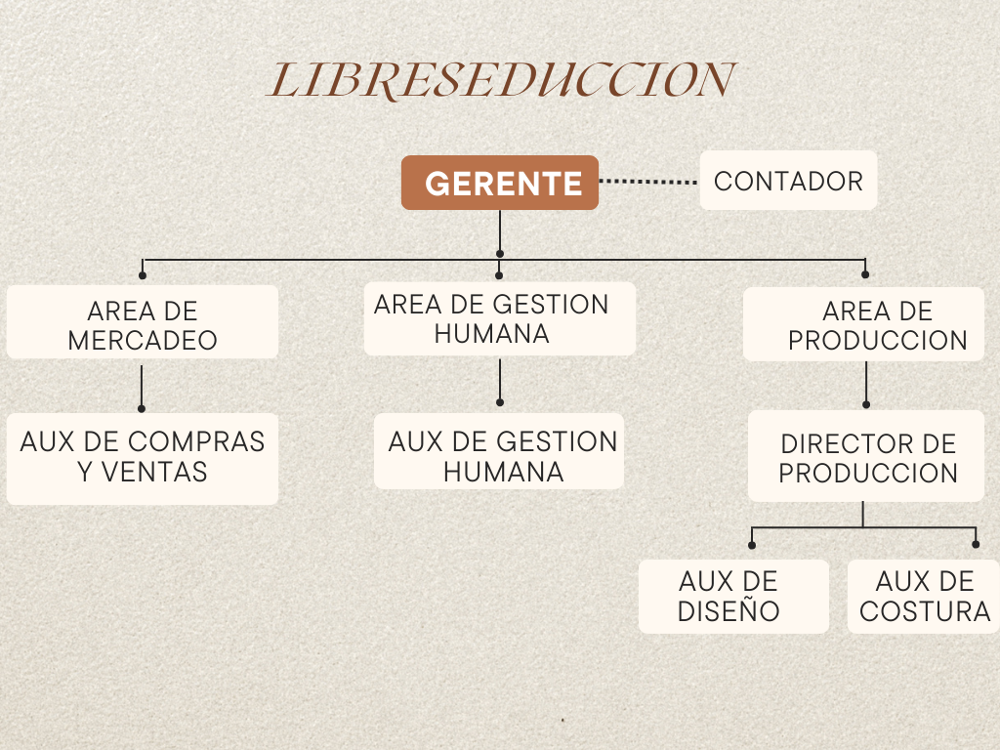 LIBRESEDUCCION
GERENTE
CONTADOR
AREA DE
MERCADEO
AREA DE GESTION
HUMANA
AREA DE
PRODUCCION
AUX DE COMPRAS
Y VENTAS
AUX DE GESTION
HUMANA
DIRECTOR DE
PRODUCCION
AUX DE
DISEÑO
AUX DE
COSTURA